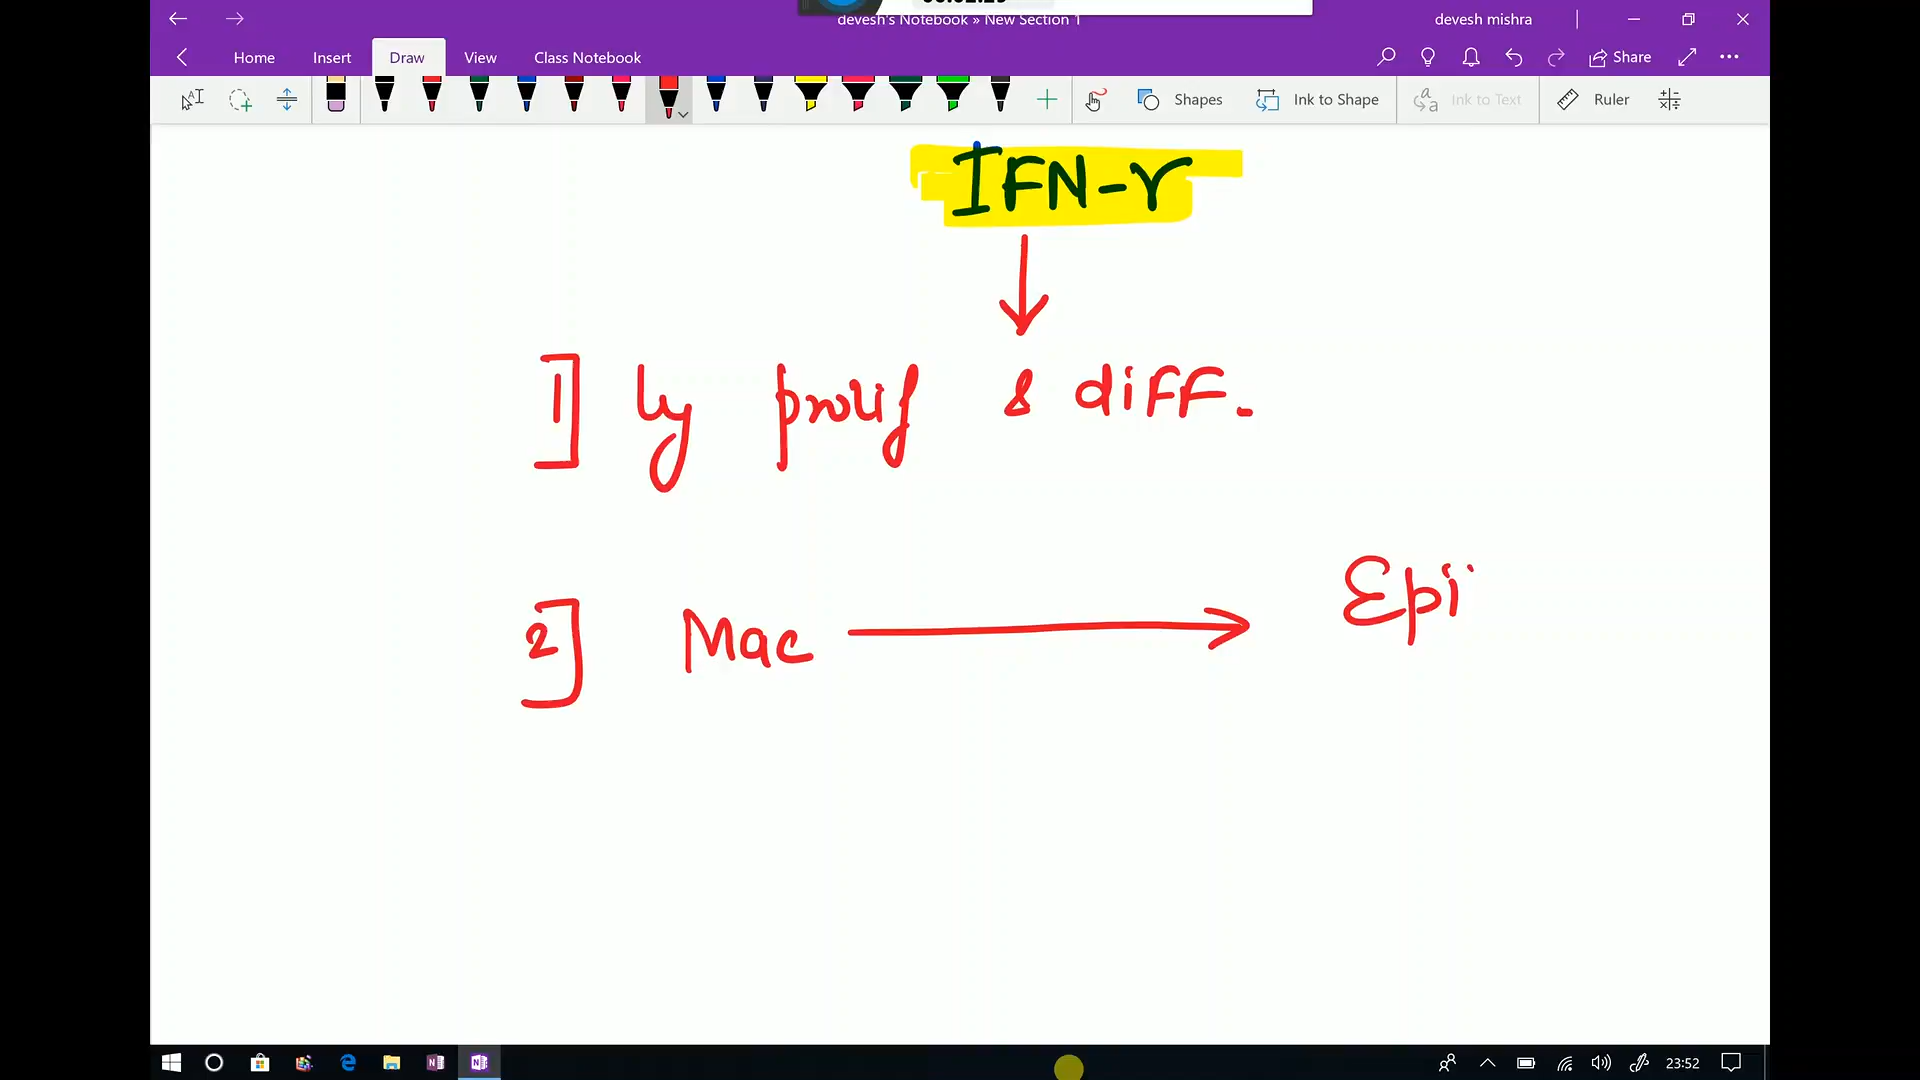 devesh's Notebook » New Section 1
devesh mishra
Home Insert Draw View Class Notebook Share
Shapes Ink to Shape Ink to Text Ruler
IFN-γ
1] ly prolif & diff.
2] Mac → Epi
23:52